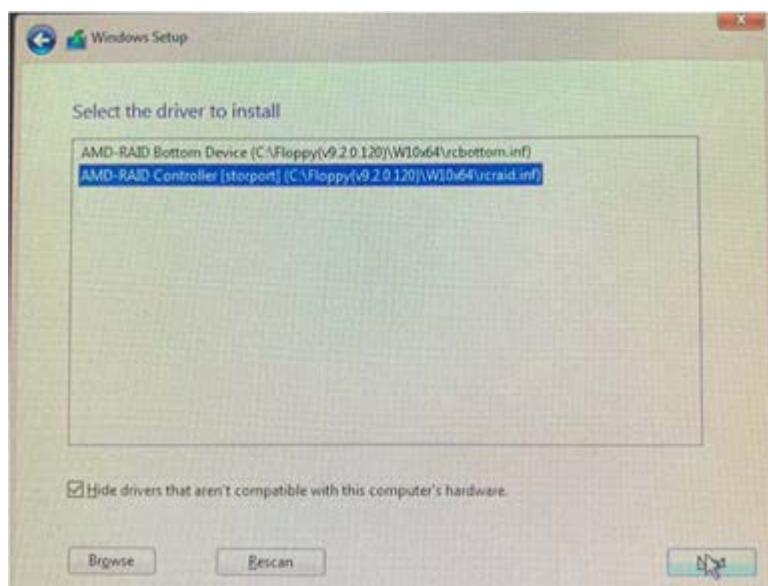 Windows Setup
Select the driver to install
AMD-RAID Bottom Device (C:\Floppy(v9.2.0.120)\W10x64\rcbottom.inf)
AMD-RAID Controller [storport] (C:\Floppy(v9.2.0.120)\W10x64\rcraid.inf)
Hide drivers that aren't compatible with this computer's hardware.
Browse
Rescan
Next